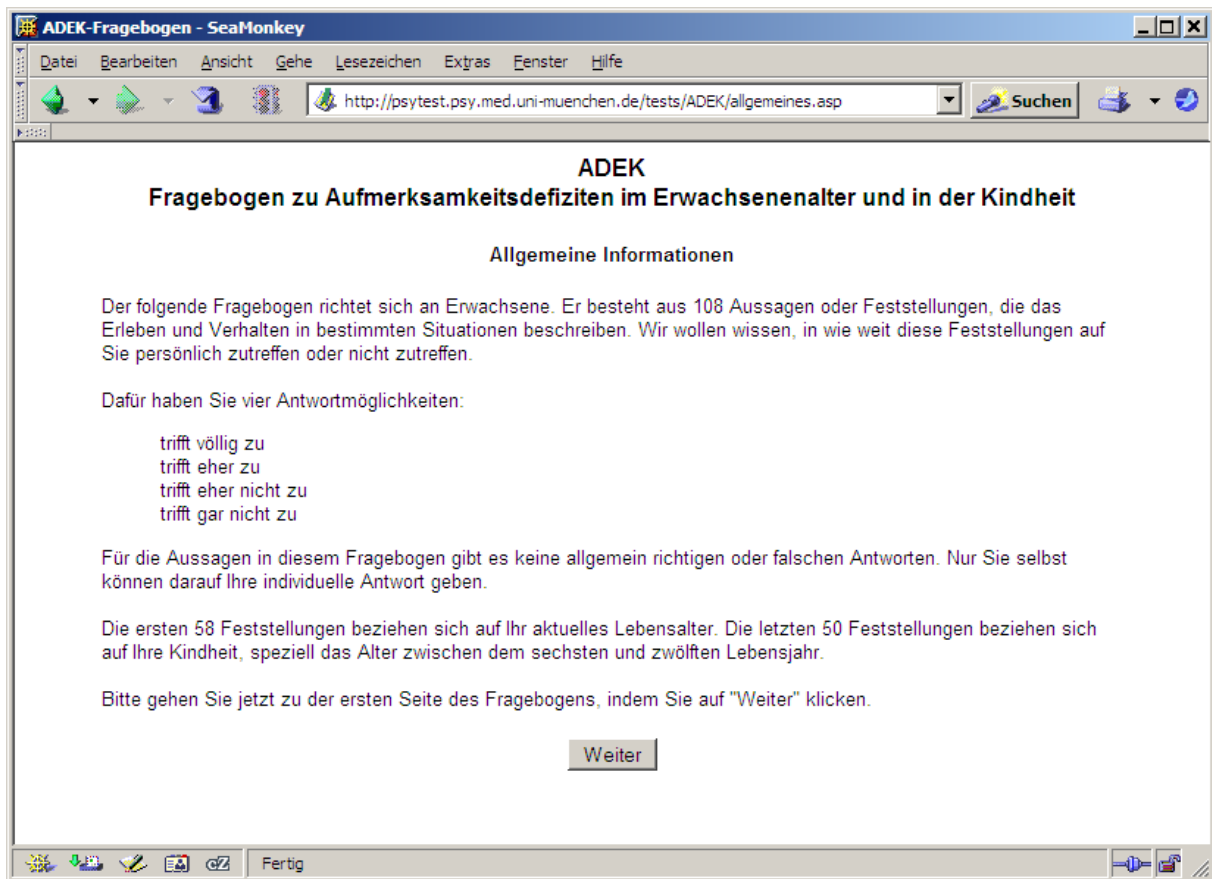 ADEK-Fragebogen - SeaMonkey
Datei Bearbeiten Ansicht Gehe Lesezeichen Extras Fenster Hilfe
http://psytest.psy.med.uni-muenchen.de/tests/ADEK/allgemeines.asp Suchen
ADEK
Fragebogen zu Aufmerksamkeitsdefiziten im Erwachsenenalter und in der Kindheit
Allgemeine Informationen
Der folgende Fragebogen richtet sich an Erwachsene. Er besteht aus 108 Aussagen oder Feststellungen, die das
Erleben und Verhalten in bestimmten Situationen beschreiben. Wir wollen wissen, in wie weit diese Feststellungen auf
Sie persönlich zutreffen oder nicht zutreffen.
Dafür haben Sie vier Antwortmöglichkeiten:
trifft völlig zu
trifft eher zu
trifft eher nicht zu
trifft gar nicht zu
Für die Aussagen in diesem Fragebogen gibt es keine allgemein richtigen oder falschen Antworten. Nur Sie selbst
können darauf Ihre individuelle Antwort geben.
Die ersten 58 Feststellungen beziehen sich auf Ihr aktuelles Lebensalter. Die letzten 50 Feststellungen beziehen sich
auf Ihre Kindheit, speziell das Alter zwischen dem sechsten und zwölften Lebensjahr.
Bitte gehen Sie jetzt zu der ersten Seite des Fragebogens, indem Sie auf "Weiter" klicken.
Weiter
cZ Fertig